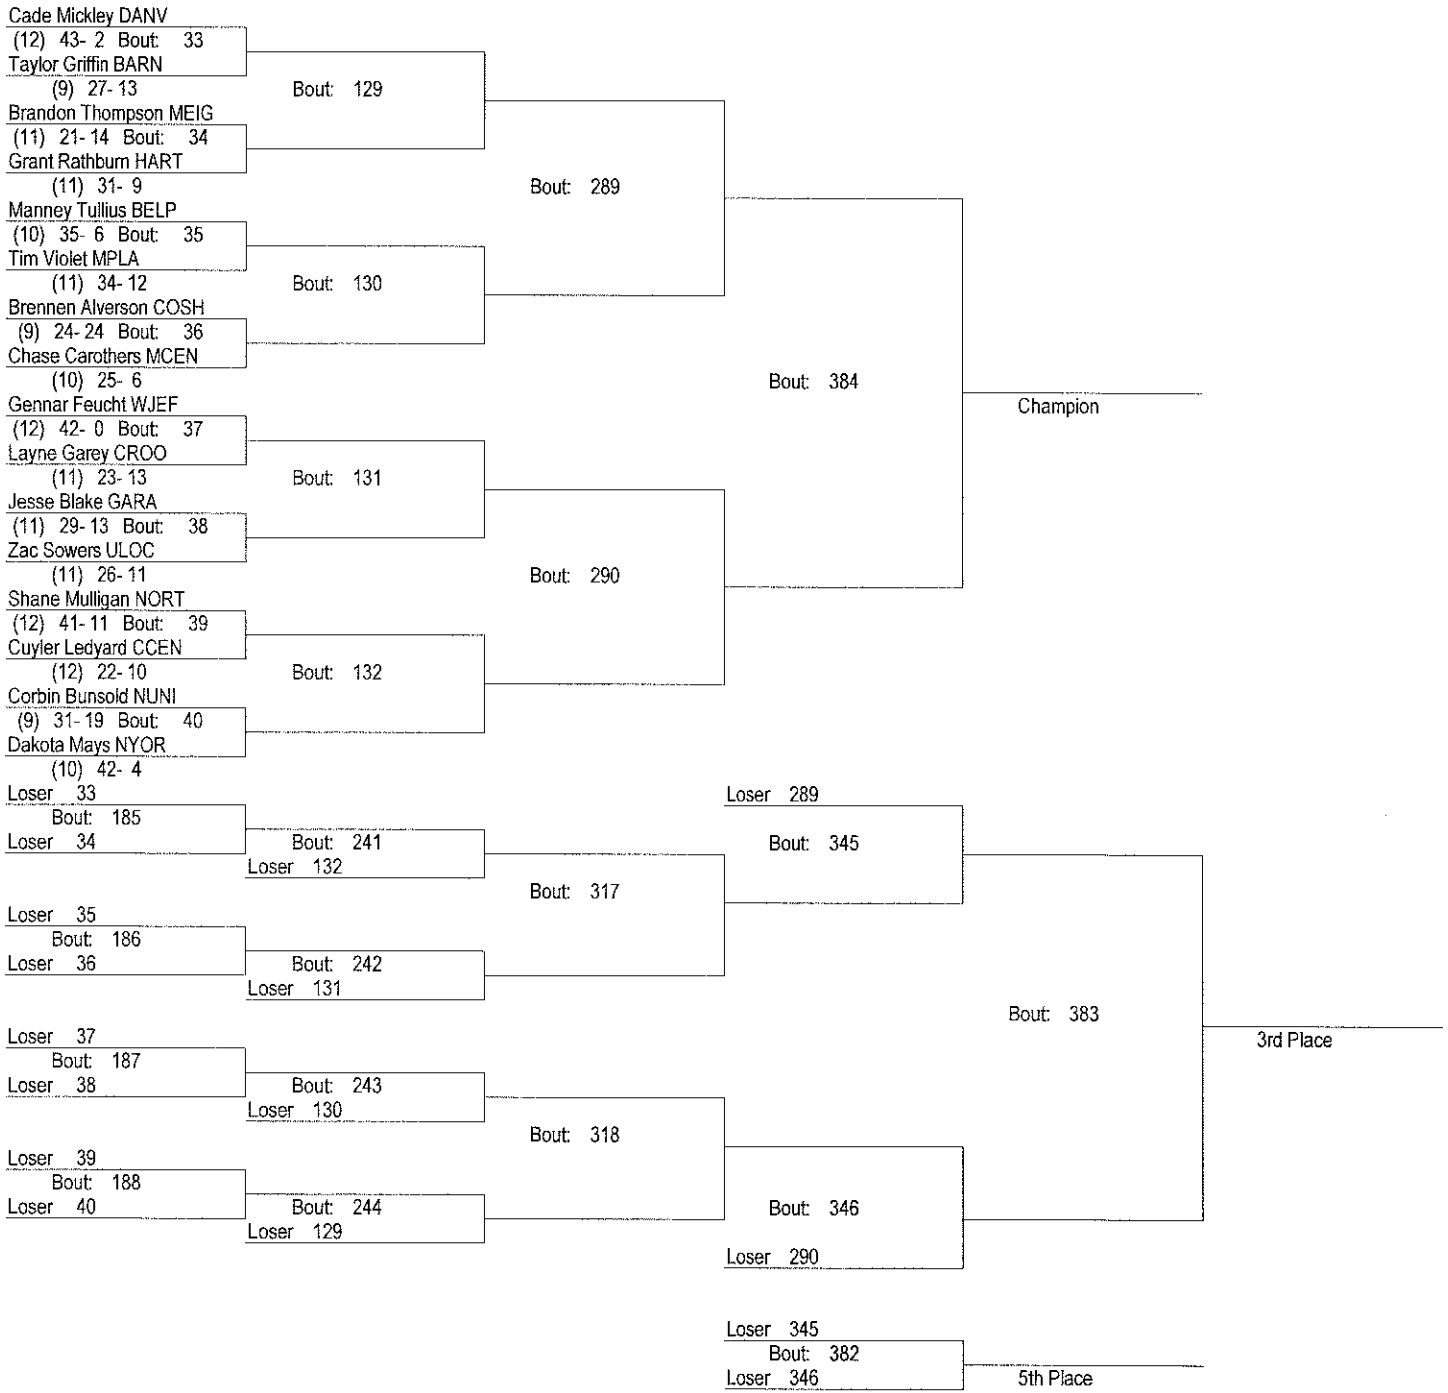 Cade Mickley DANV
(12) 43- 2 Bout: 33
Taylor Griffin BARN
(9) 27- 13
Bout: 129
Brandon Thompson MEIG
(11) 21- 14 Bout: 34
Grant Rathburn HART
(11) 31- 9
Bout: 289
Manney Tullius BELP
(10) 35- 6 Bout: 35
Tim Violet MPLA
(11) 34- 12
Bout: 130
Brennen Alverson COSH
(9) 24- 24 Bout: 36
Chase Carothers MCEN
(10) 25- 6
Bout: 384
Champion
Gennar Feucht WJEF
(12) 42- 0 Bout: 37
Layne Garey CROO
(11) 23- 13
Bout: 131
Jesse Blake GARA
(11) 29- 13 Bout: 38
Zac Sowers ULOC
(11) 26- 11
Bout: 290
Shane Mulligan NORT
(12) 41- 11 Bout: 39
Cuyler Ledyard CCEN
(12) 22- 10
Bout: 132
Corbin Bunsold NUNI
(9) 31- 19 Bout: 40
Dakota Mays NYOR
(10) 42- 4
Loser 33
Bout: 185
Loser 34
Bout: 241
Loser 132
Loser 289
Bout: 345
Bout: 317
Loser 35
Bout: 186
Loser 36
Bout: 242
Loser 131
Bout: 383
3rd Place
Loser 37
Bout: 187
Loser 38
Bout: 243
Loser 130
Bout: 318
Loser 39
Bout: 188
Loser 40
Bout: 244
Loser 129
Bout: 346
Loser 290
Loser 345
Bout: 382
Loser 346
5th Place